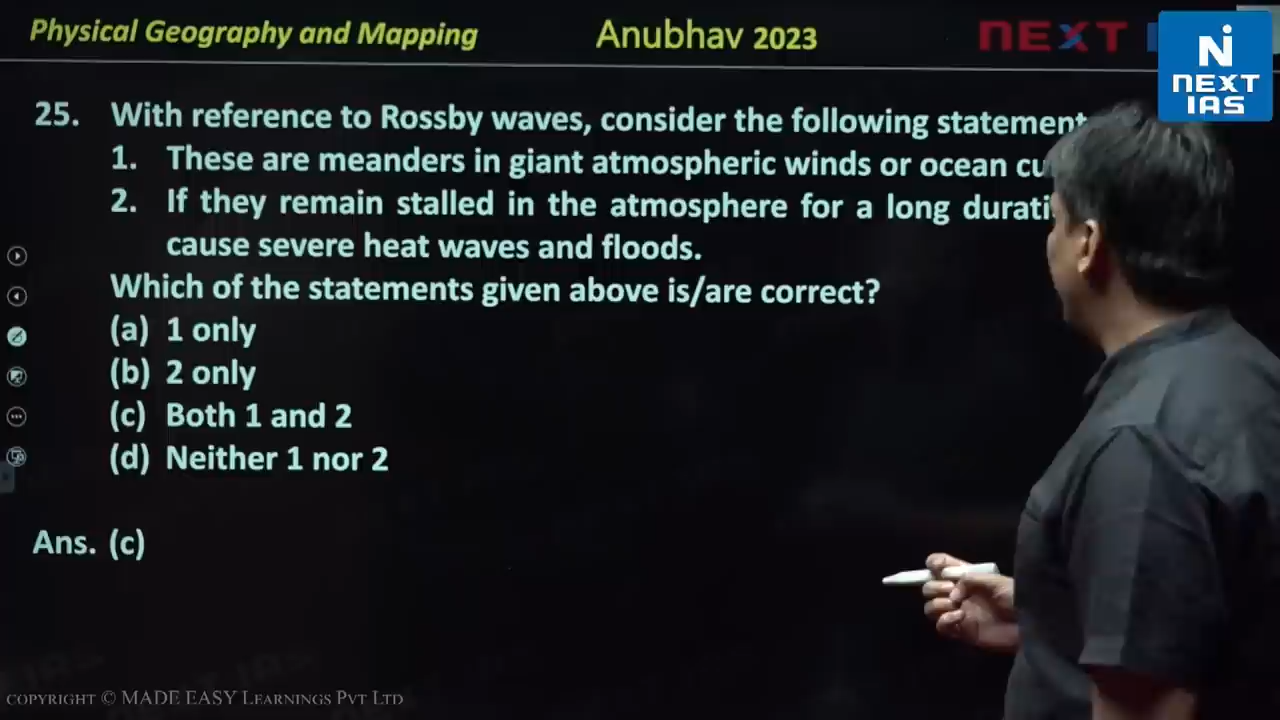 Physical Geography and Mapping Anubhav 2023 NEXT
NEXT
IAS
25. With reference to Rossby waves, consider the following
1. These are meanders in giant atmospheric winds or ocean
2. If they remain stalled in the atmosphere for a long
cause severe heat waves and floods.
Which of the statements given above is/are correct?
(a) 1 only
(b) 2 only
(c) Both 1 and 2
(d) Neither 1 nor 2
Ans. (c)
COPYRIGHT © MADE EASY LEARNINGS PVT LTD